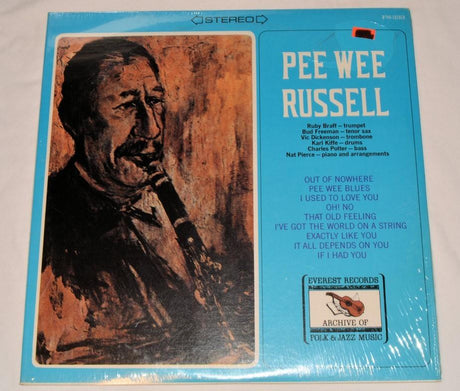 STEREO
PEE WEE
RUSSELL
Ruby Braff – trumpet
Bud Freeman – tenor sax
Vic Dickenson – trombone
Karl Kiffe – drums
Charles Potter – bass
Nat Pierce – piano and arrangements
OUT OF NOWHERE
PEE WEE BLUES
I USED TO LOVE YOU
OH! NO
THAT OLD FEELING
I'VE GOT THE WORLD ON A STRING
EXACTLY LIKE YOU
IT ALL DEPENDS ON YOU
IF I HAD YOU
EVEREST RECORDS
ARCHIVE OF
FOLK & JAZZ MUSIC